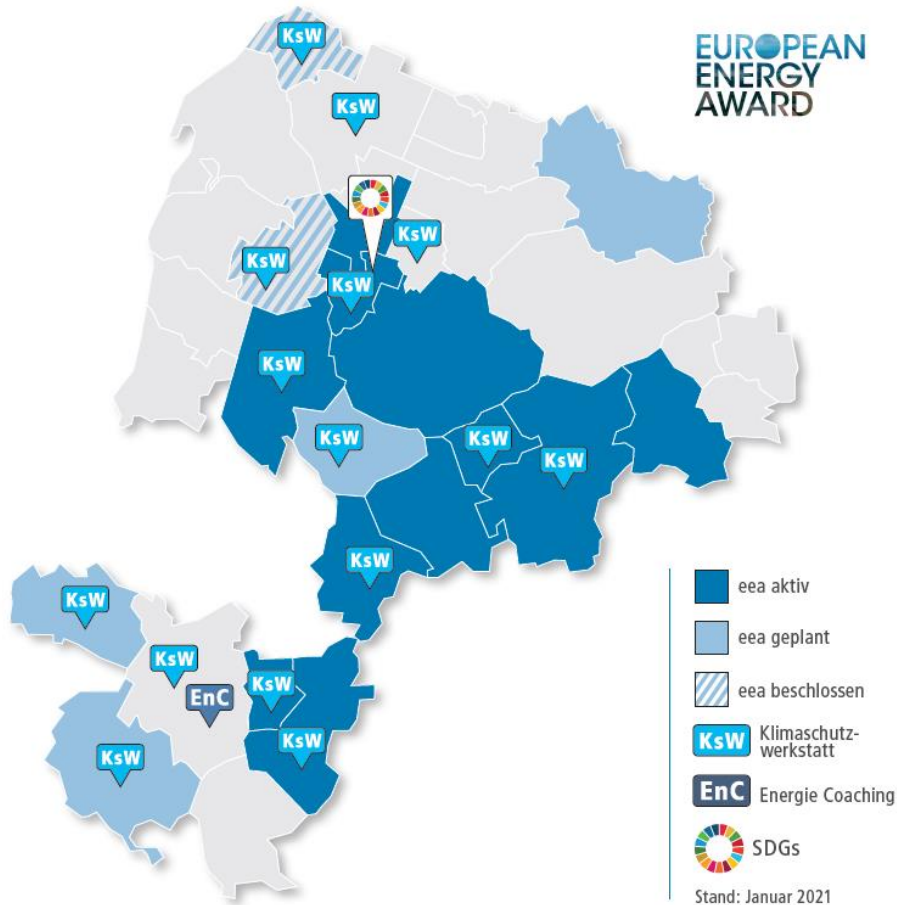 KsW
EUROPEAN
ENERGY
AWARD
KsW
KsW
KsW
KsW
KsW
KsW
KsW
KsW
KsW
KsW
KsW
EnC
KsW
KsW
KsW
eea aktiv
eea geplant
eea beschlossen
KsW Klimaschutz-
werkstatt
EnC Energie Coaching
SDGs
Stand: Januar 2021